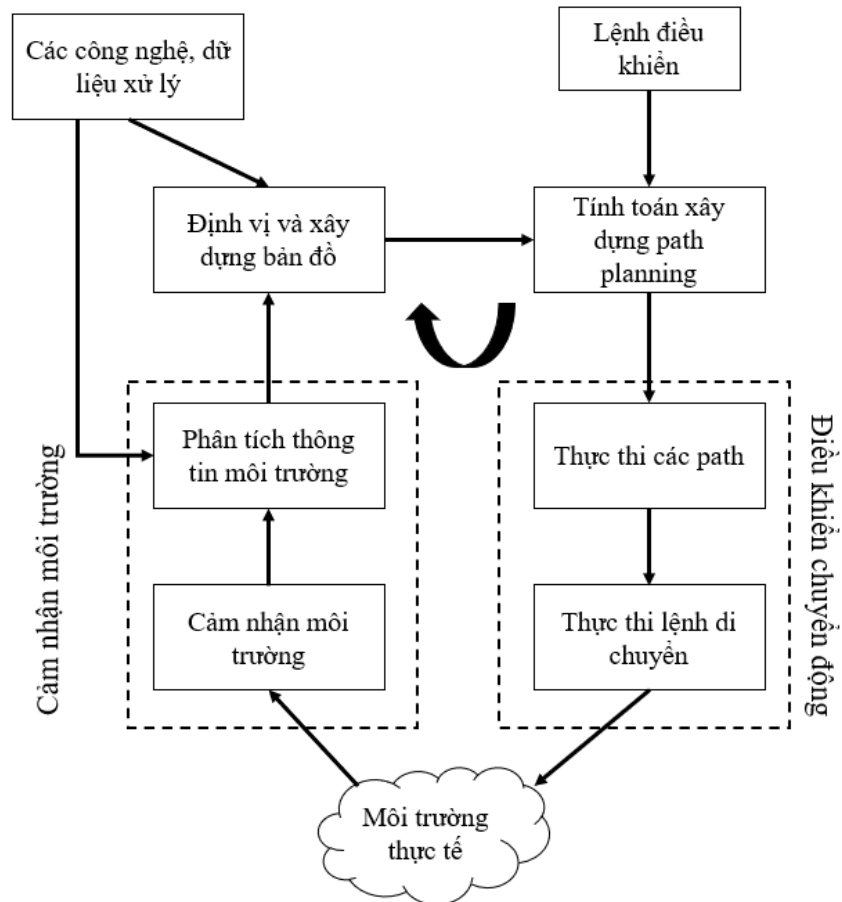 Các công nghệ, dữ
liệu xử lý
Lệnh điều
khiển
Định vị và xây
dựng bản đồ
Tính toán xây
dựng path
planning
Cảm nhận môi trường
Phân tích thông
tin môi trường
Cảm nhận môi
trường
Thực thi các path
Thực thi lệnh di
chuyển
Điều khiển chuyển động
Môi trường
thực tế